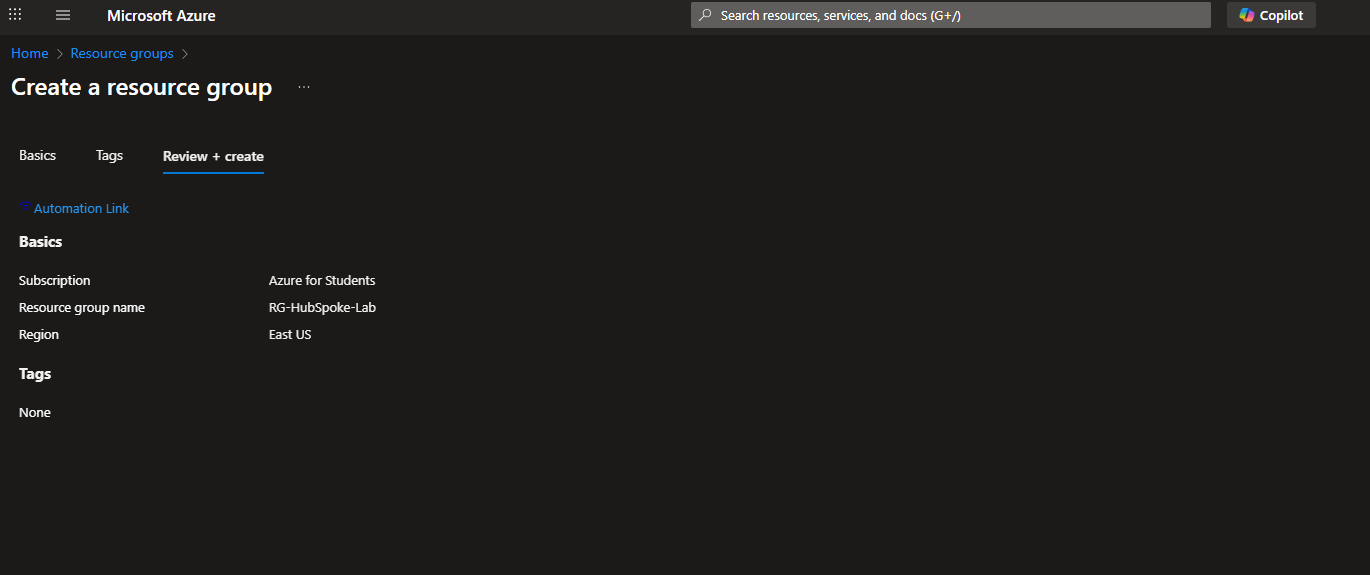 Microsoft Azure
Search resources, services, and docs (G+/)
Copilot
Home > Resource groups >
Create a resource group ...
Basics Tags Review + create
Automation Link
Basics
Subscription Azure for Students
Resource group name RG-HubSpoke-Lab
Region East US
Tags
None